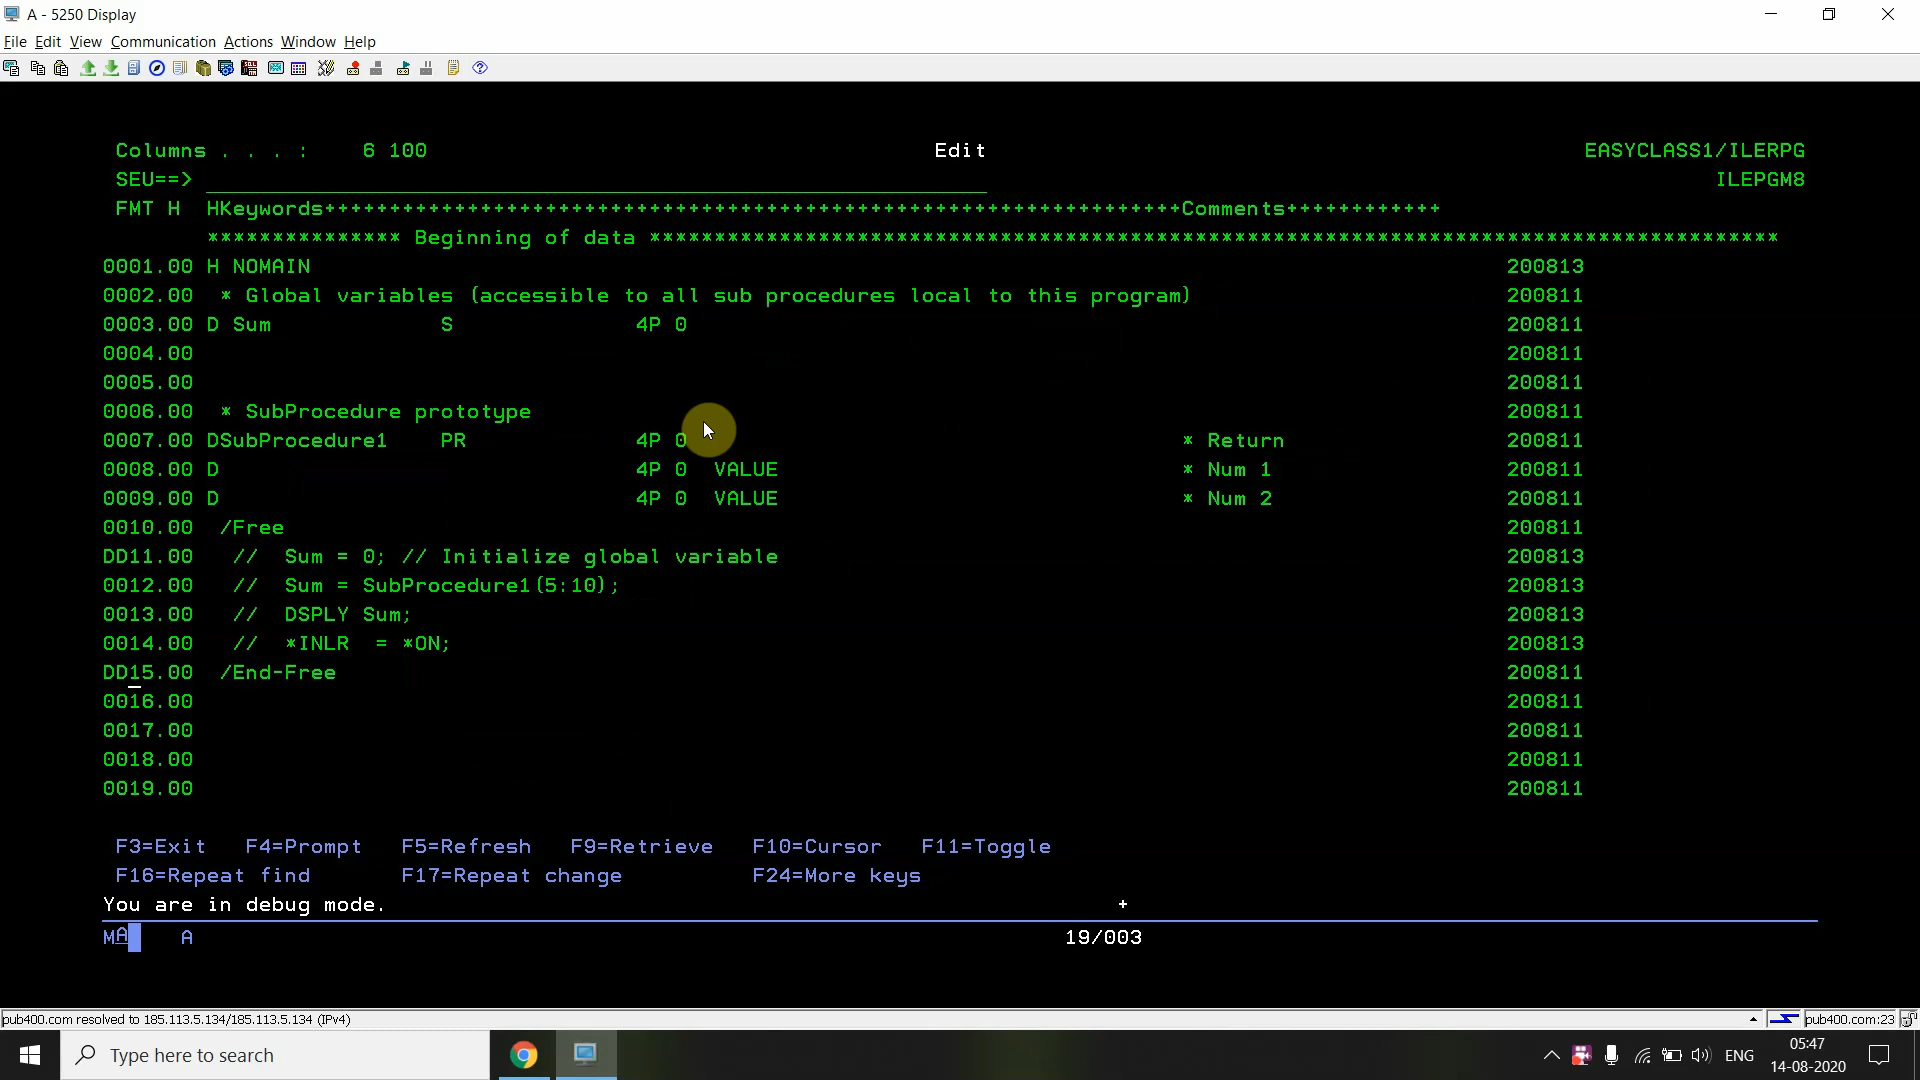 A - 5250 Display
File Edit View Communication Actions Window Help
Columns . . . :    6 100                                       Edit                                              EASYCLASS1/ILERPG
SEU==> ____________________________________________________________ ILEPGM8
FMT H  HKeywords++++++++++++++++++++++++++++++++++++++++++++++++++++++++++++++++++Comments++++++++++++
*************** Beginning of data ***************************************************************************************
0001.00 H NOMAIN 200813
0002.00  * Global variables (accessible to all sub procedures local to this program) 200811
0003.00 D Sum             S              4P 0 200811
0004.00 200811
0005.00 200811
0006.00  * SubProcedure prototype 200811
0007.00 DSubProcedure1    PR             4P 0                                       * Return 200811
0008.00 D                                4P 0  VALUE                                * Num 1 200811
0009.00 D                                4P 0  VALUE                                * Num 2 200811
0010.00  /Free 200811
DD11.00   //  Sum = 0; // Initialize global variable 200813
0012.00   //  Sum = SubProcedure1(5:10); 200813
0013.00   //  DSPLY Sum; 200813
0014.00   //  *INLR  = *ON; 200813
DD15.00  /End-Free 200811
0016.00 200811
0017.00 200811
0018.00 200811
0019.00 200811
F3=Exit   F4=Prompt   F5=Refresh   F9=Retrieve   F10=Cursor   F11=Toggle
F16=Repeat find       F17=Repeat change          F24=More keys
You are in debug mode. +
MA    A 19/003
pub400.com resolved to 185.113.5.134/185.113.5.134 (IPv4) pub400.com:23
Type here to search ENG 05:47
14-08-2020